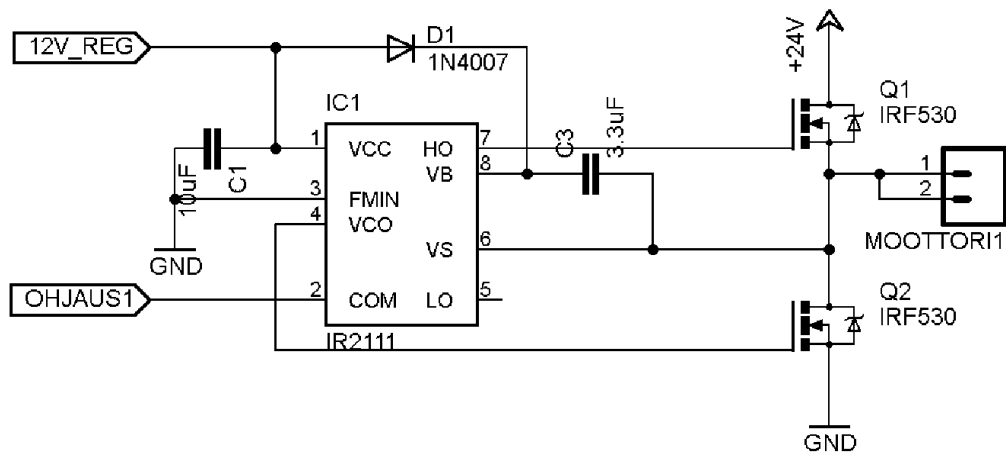 12V_REG
D1
1N4007
+24V
IC1
Q1
IRF530
1
VCC
HO
7
VB
8
C3
3.3uF
10uF
C1
3
FMIN
4
VCO
1
2
MOOTTORI1
VS
6
GND
OHJAUS1
2
COM
LO
5
Q2
IRF530
IR2111
GND